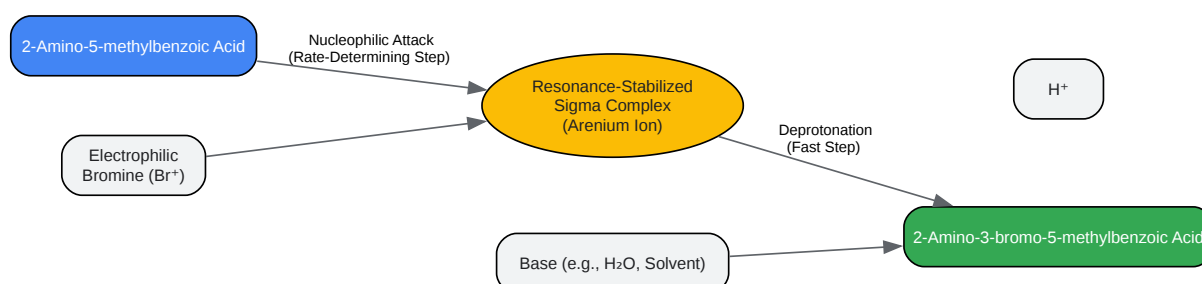 2-Amino-5-methylbenzoic Acid
Nucleophilic Attack
(Rate-Determining Step)
Electrophilic
Bromine (Br⁺)
Resonance-Stabilized
Sigma Complex
(Arenium Ion)
H⁺
Deprotonation
(Fast Step)
2-Amino-3-bromo-5-methylbenzoic Acid
Base (e.g., H₂O, Solvent)